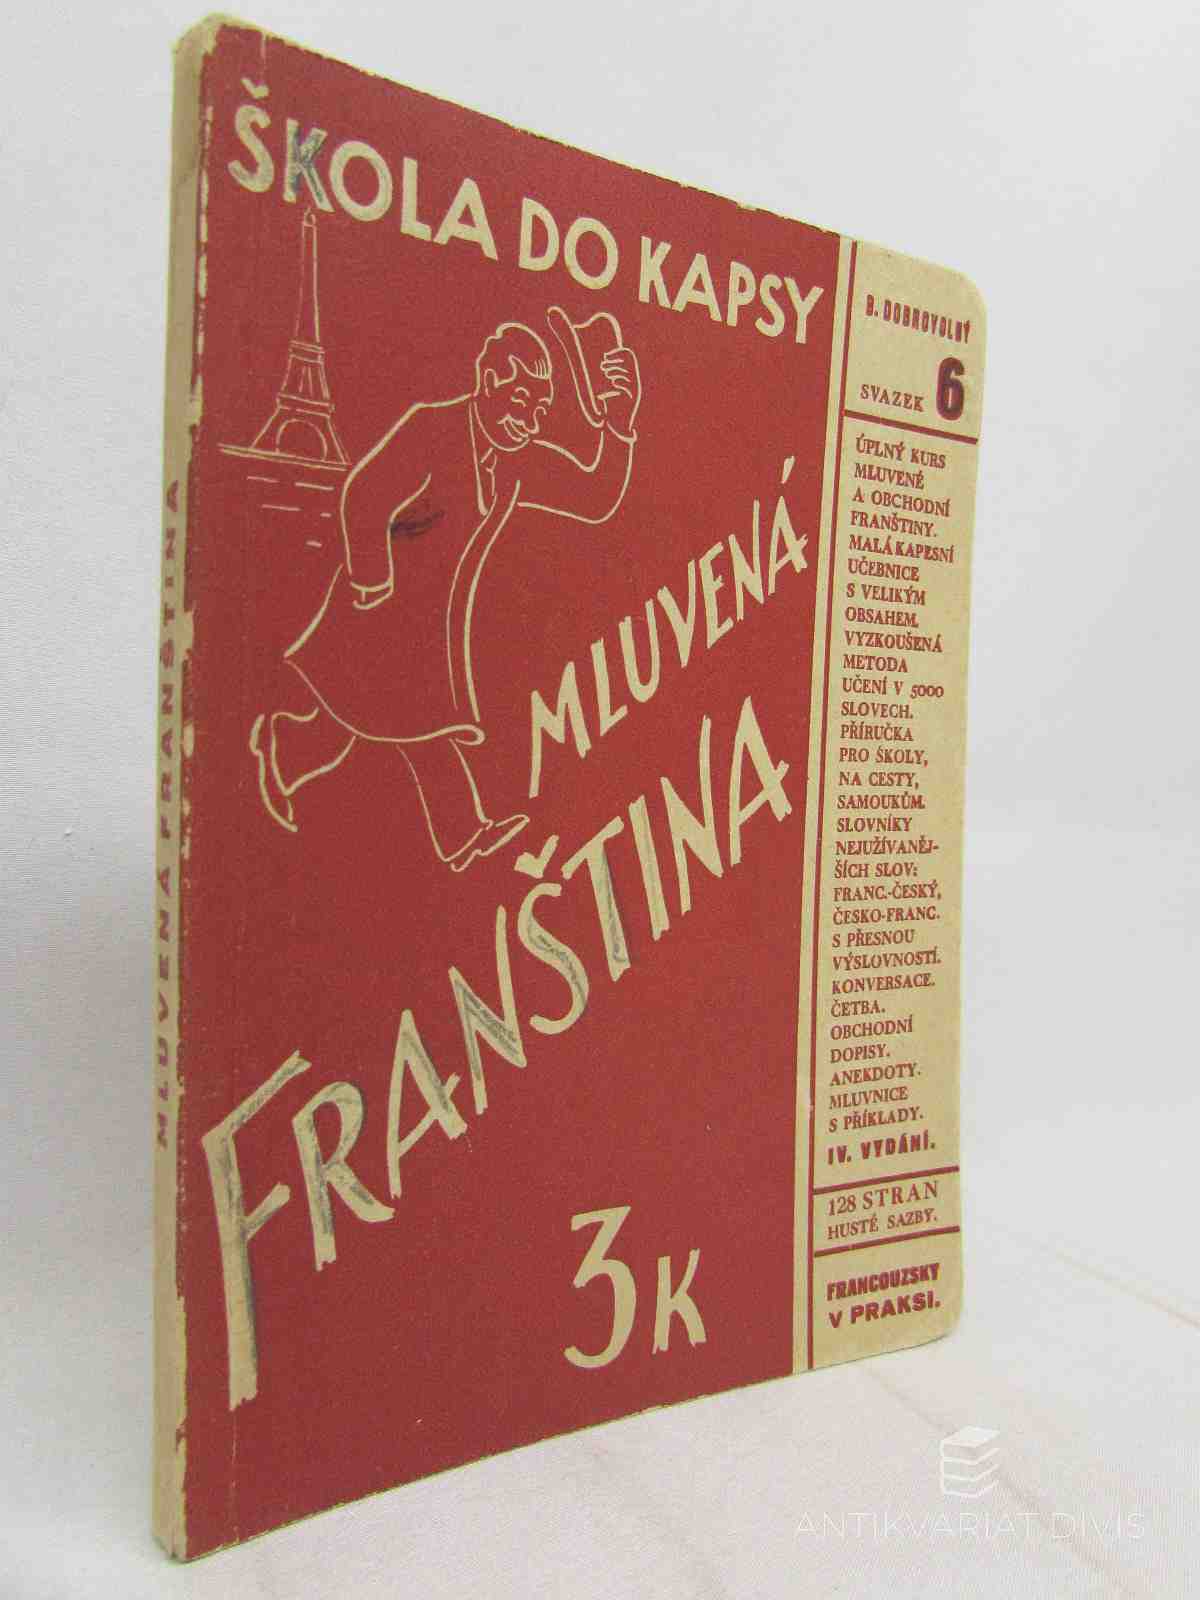 ŠKOLA DO KAPSY
MLUVENÁ
FRANŠTINA
3K
B. DOBROVOLNÝ
SVAZEK 6
ÚPLNÝ KURS
MLUVENÉ
A OBCHODNÍ
FRANŠTINY.
MALÁ KAPESNÍ
UČEBNICE
S VELIKÝM
OBSAHEM.
VYZKOUŠENÁ
METODA
UČENÍ V 5000
SLOVECH.
PŘÍRUČKA
PRO ŠKOLY,
NA CESTY,
SAMOUKŮM.
SLOVNÍKY
NEJUŽÍVANĚJ-
ŠÍCH SLOV:
FRANC.-ČESKÝ,
ČESKO-FRANC.
S PŘESNOU
VÝSLOVNOSTÍ.
KONVERSACE.
ČETBA.
OBCHODNÍ
DOPISY.
ANEKDOTY.
MLUVNICE
S PŘÍKLADY.
IV. VYDÁNÍ.
128 STRAN
HUSTÉ SAZBY.
FRANCOUZSKY
V PRAKSI.
MLUVENÁ FRANŠTINA
ANTIKVARIAT DIVIŠ